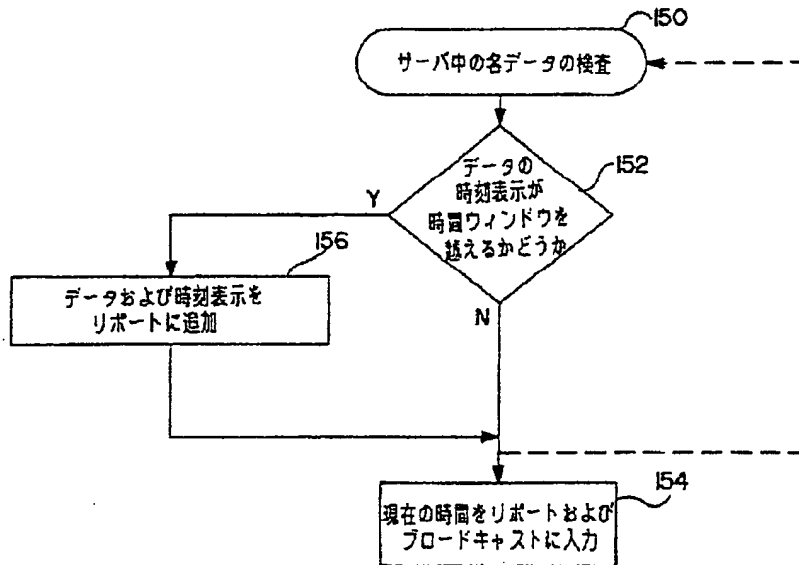 150
サーバ中の各データの検査
152
データの
時刻表示が
時間ウィンドウを
越えるかどうか
Y
156
データおよび時刻表示を
リポートに追加
N
154
現在の時間をリポートおよび
ブロードキャストに入力